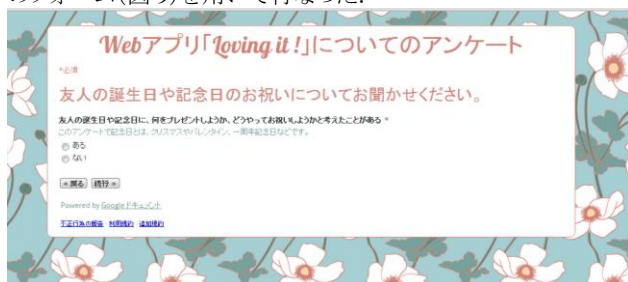 のフォーム(図9)を用いて行なった.
Webアプリ「Loving it !」についてのアンケート
*必須
友人の誕生日や記念日のお祝いについてお聞かせください。
友人の誕生日や記念日に、何をプレゼントしようか、どうやってお祝いしようかと考えたことがある *
このアンケートで記念日とは、クリスマスやバレンタイン、一周年記念日などです。
ある
ない
« 戻る 続行 »
Powered by Google ドキュメント
不正行為の報告 - 利用規約 - 追加規約